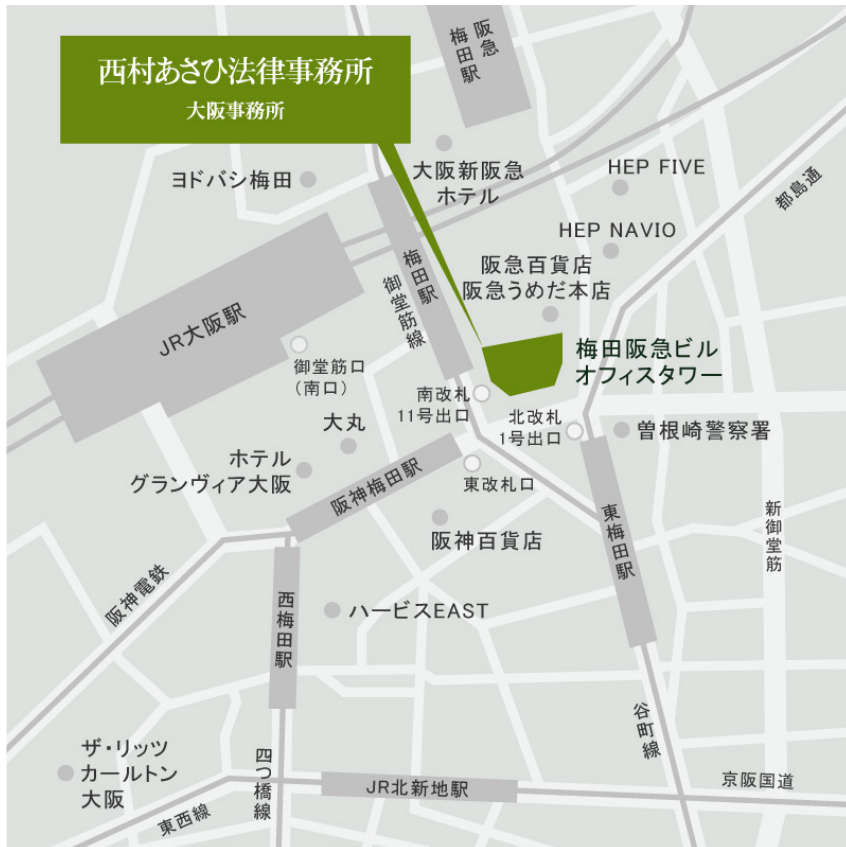 西村あさひ法律事務所
大阪事務所
阪急
梅田駅
ヨドバシ梅田
大阪新阪急
ホテル
HEP FIVE
都島通
HEP NAVIO
梅田駅
御堂筋線
阪急百貨店
阪急うめだ本店
JR大阪駅
御堂筋口
(南口)
梅田阪急ビル
オフィスタワー
南改札
11号出口
北改札
1号出口
曽根崎警察署
大丸
ホテル
グランヴィア大阪
阪神梅田駅
東改札口
新御堂筋
東梅田駅
阪神百貨店
阪神電鉄
西梅田駅
ハービスEAST
谷町線
ザ・リッツ
カールトン
大阪
四つ橋線
JR北新地駅
京阪国道
東西線